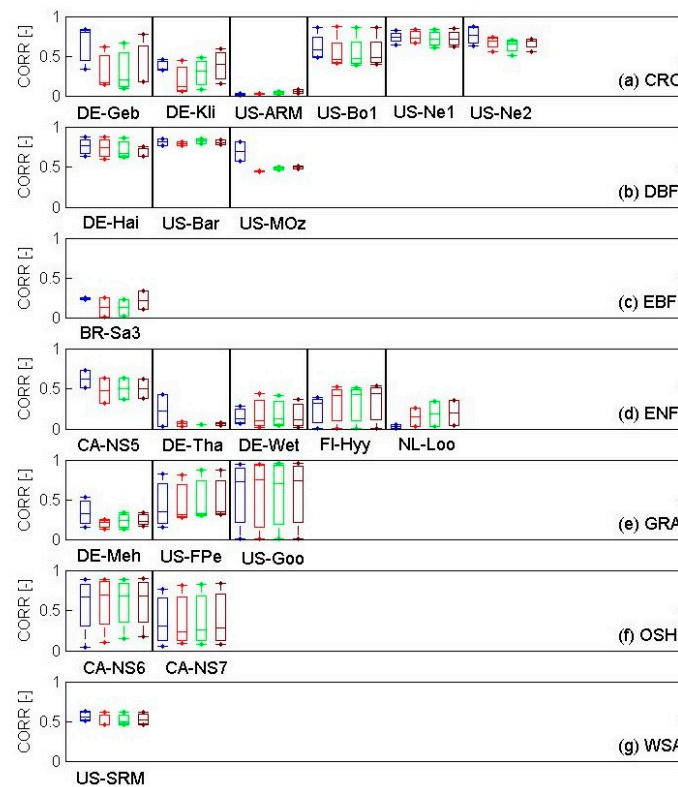 1
CORR [-]
0.5
0
(a) CRO
DE-Geb DE-Kli US-ARM US-Bo1 US-Ne1 US-Ne2
1
CORR [-]
0.5
0
(b) DBF
DE-Hai US-Bar US-MOz
1
CORR [-]
0.5
0
(c) EBF
BR-Sa3
1
CORR [-]
0.5
0
(d) ENF
CA-NS5 DE-Tha DE-Wet FI-Hyy NL-Loo
1
CORR [-]
0.5
0
(e) GRA
DE-Meh US-FPe US-Goo
1
CORR [-]
0.5
0
(f) OSH
CA-NS6 CA-NS7
1
CORR [-]
0.5
0
(g) WSA
US-SRM